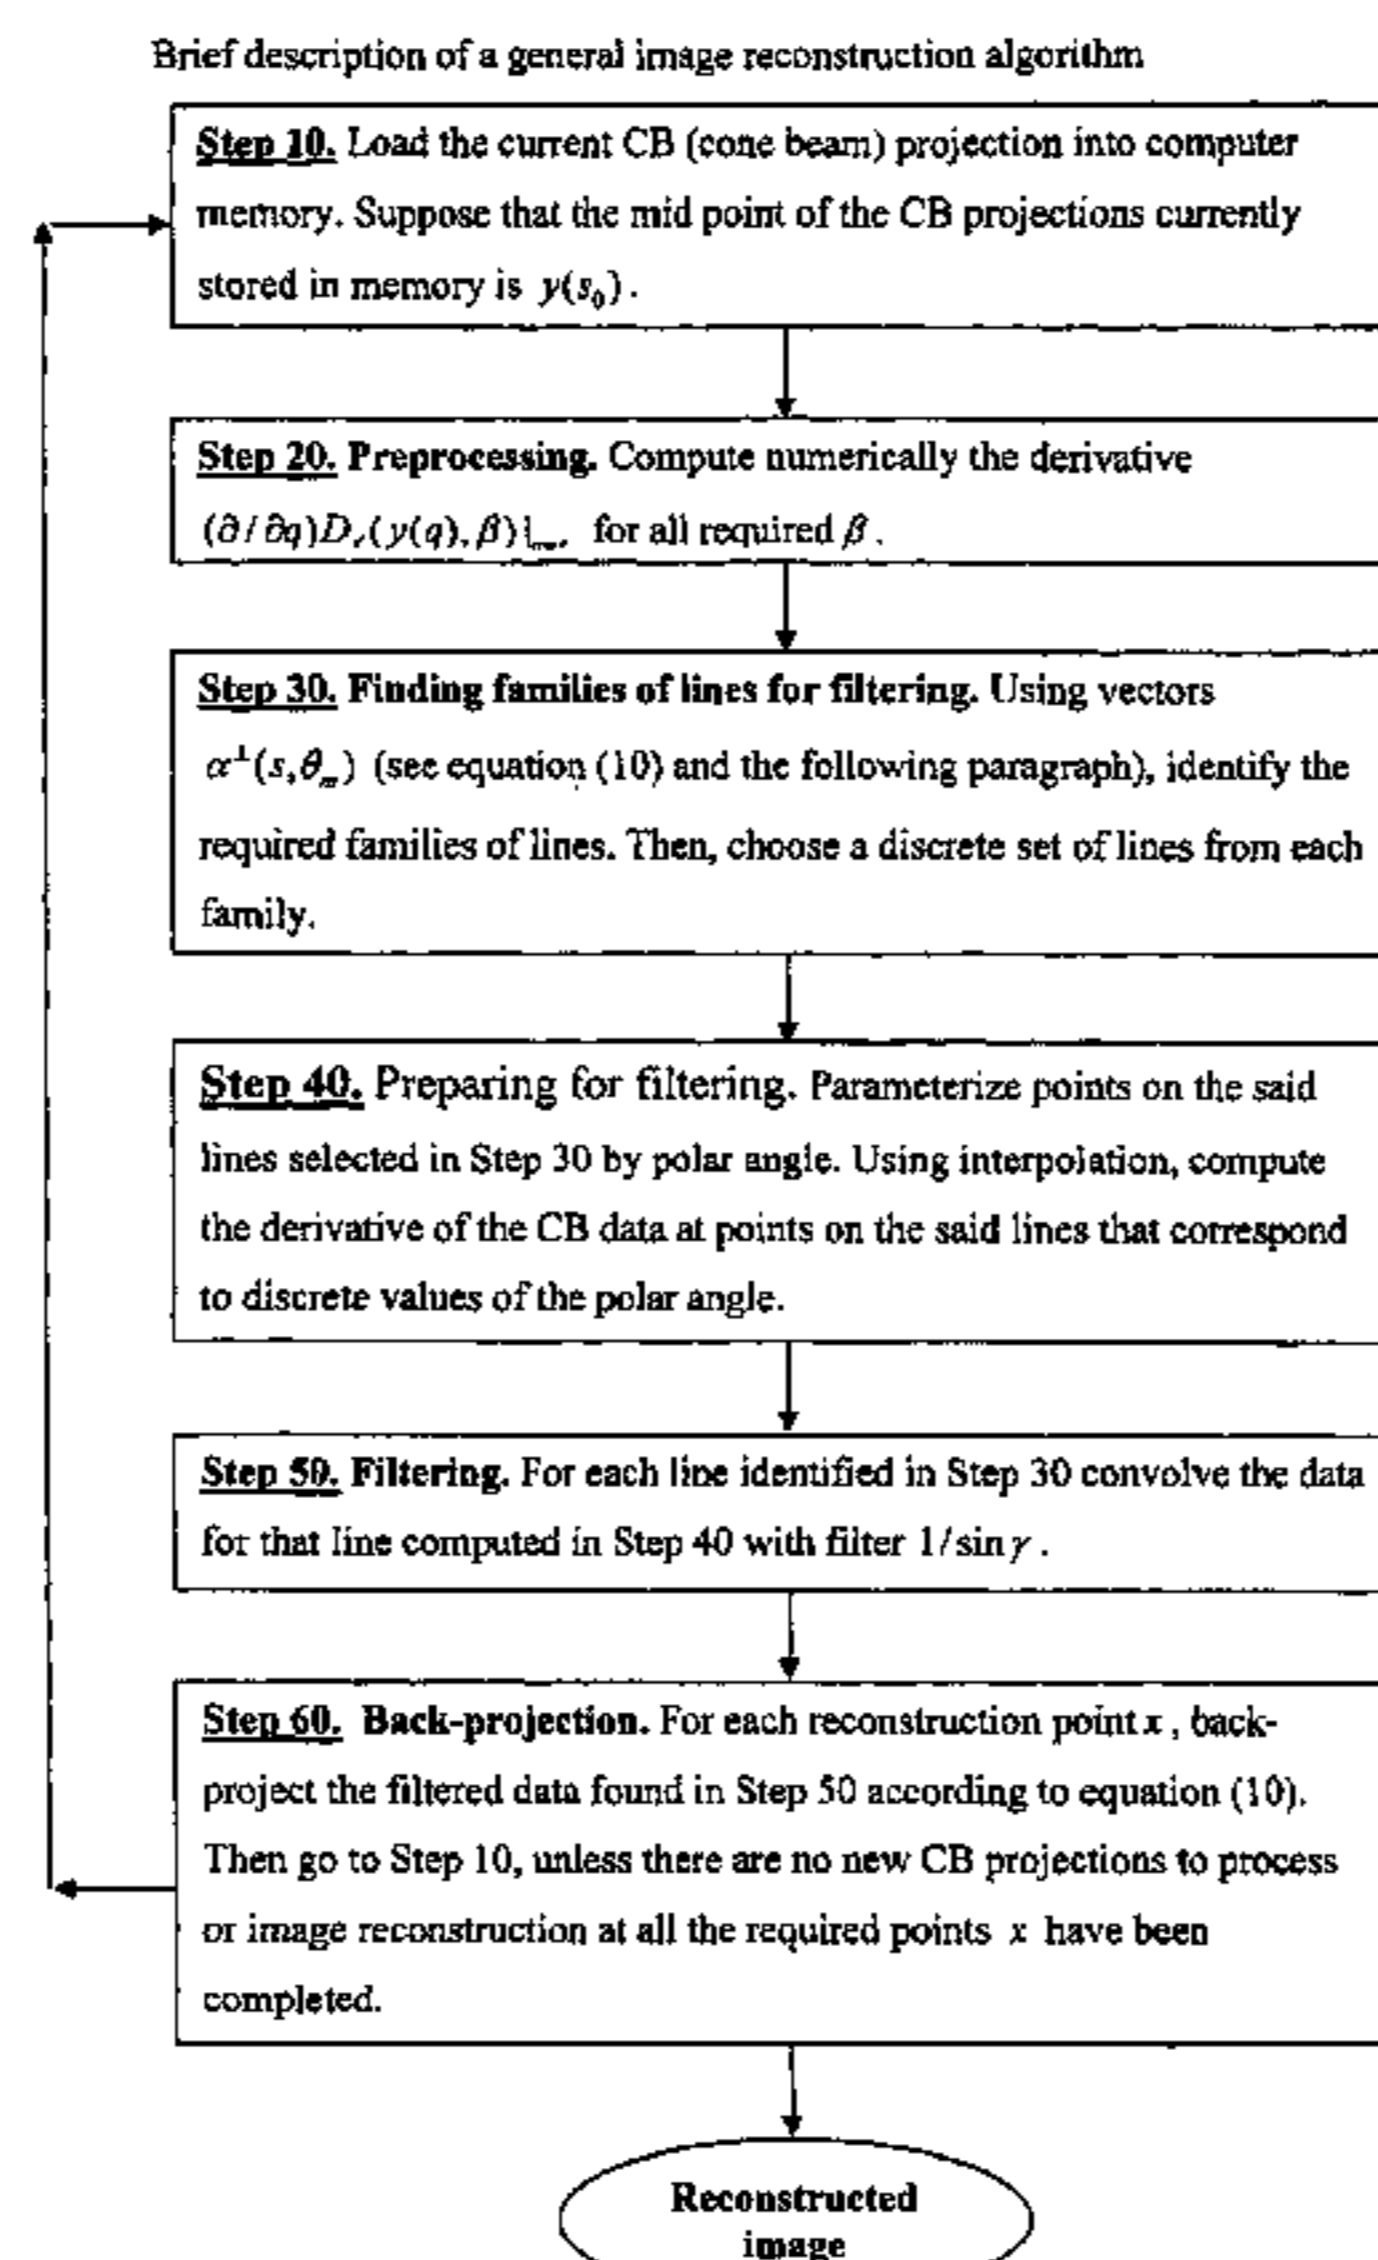 Brief description of a general image reconstruction algorithm
Step 10. Load the current CB (cone beam) projection into computer
memory. Suppose that the mid point of the CB projections currently
stored in memory is y(s₀).
Step 20. Preprocessing. Compute numerically the derivative
(∂/∂q)D (y(q), β)| for all required β.
Step 30. Finding families of lines for filtering. Using vectors
α⊥(s,θₘ) (see equation (10) and the following paragraph), identify the
required families of lines. Then, choose a discrete set of lines from each
family.
Step 40. Preparing for filtering. Parameterize points on the said
lines selected in Step 30 by polar angle. Using interpolation, compute
the derivative of the CB data at points on the said lines that correspond
to discrete values of the polar angle.
Step 50. Filtering. For each line identified in Step 30 convolve the data
for that line computed in Step 40 with filter 1/sin γ.
Step 60. Back-projection. For each reconstruction point x, back-
project the filtered data found in Step 50 according to equation (10).
Then go to Step 10, unless there are no new CB projections to process
or image reconstruction at all the required points x have been
completed.
Reconstructed
image